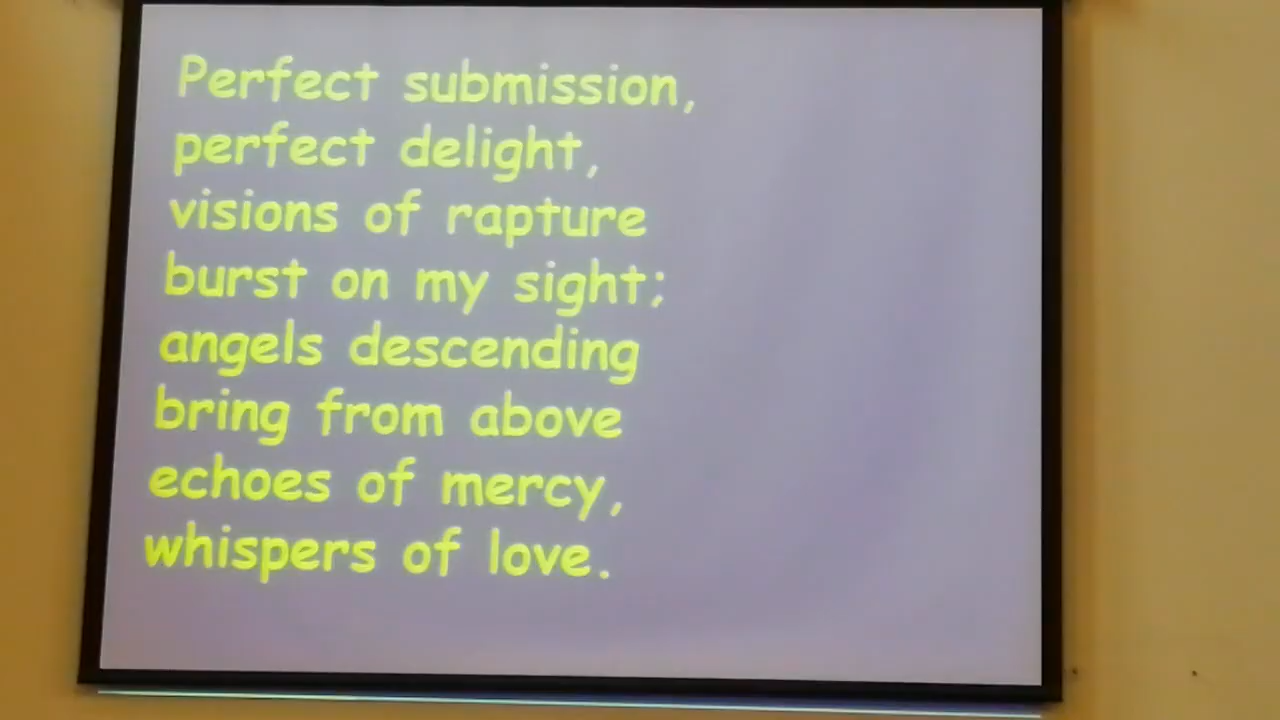 Perfect submission,
perfect delight,
visions of rapture
burst on my sight;
angels descending
bring from above
echoes of mercy,
whispers of love.